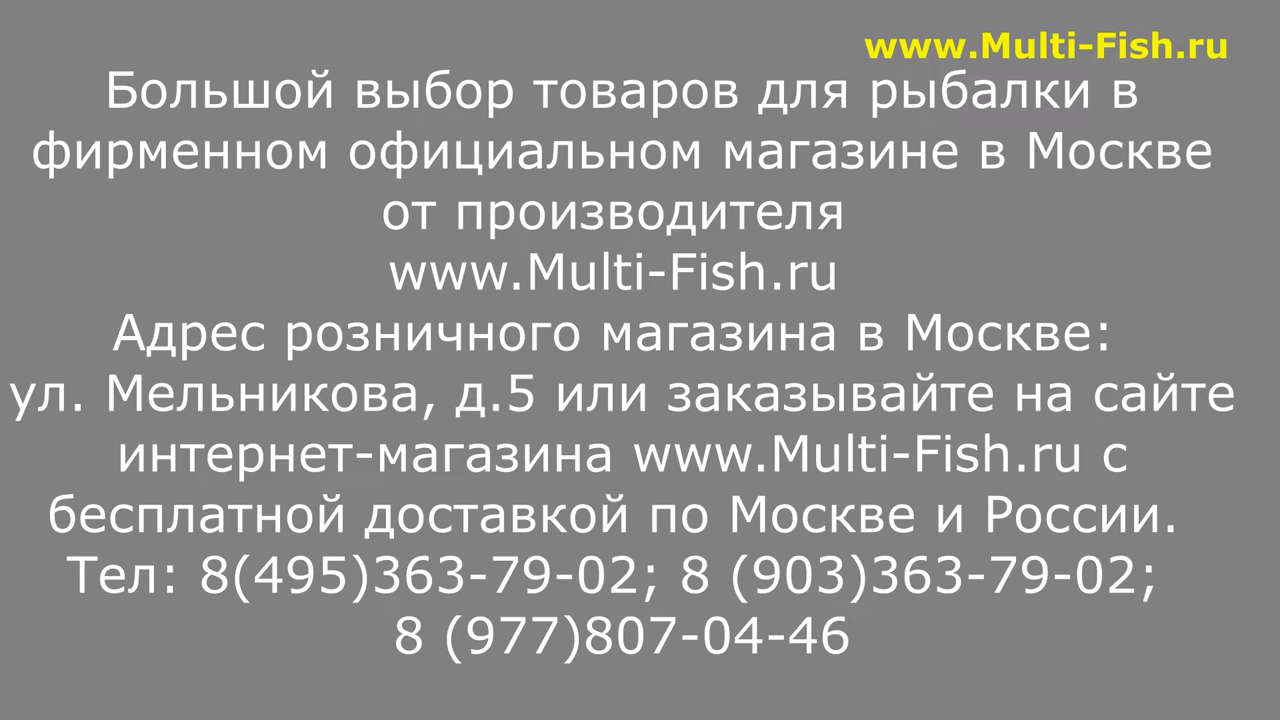 www.Multi-Fish.ru
Большой выбор товаров для рыбалки в
фирменном официальном магазине в Москве
от производителя
www.Multi-Fish.ru
Адрес розничного магазина в Москве:
ул. Мельникова, д.5 или заказывайте на сайте
интернет-магазина www.Multi-Fish.ru с
бесплатной доставкой по Москве и России.
Тел: 8(495)363-79-02; 8 (903)363-79-02;
8 (977)807-04-46